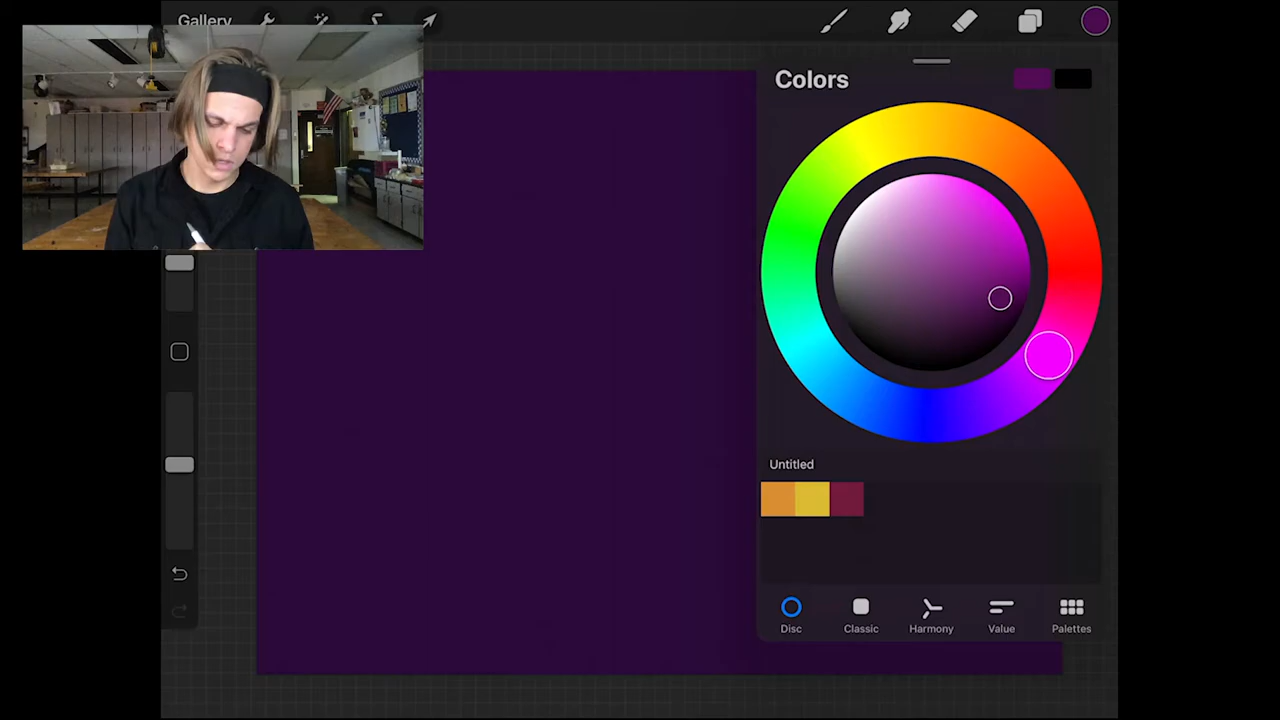 Gallery
Colors
Untitled
Disc
Classic
Harmony
Value
Palettes